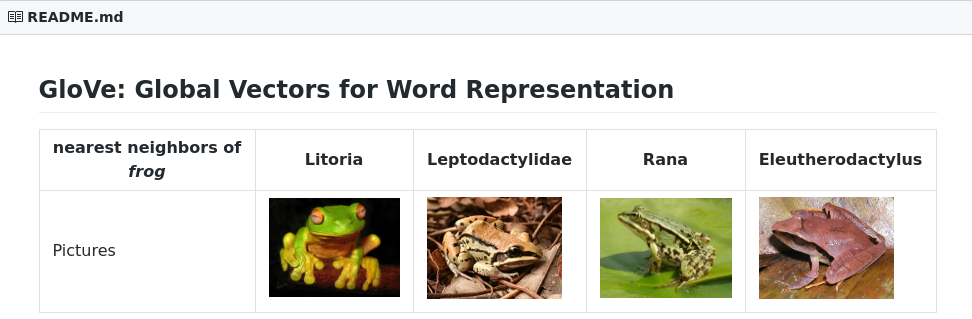 README.md
GloVe: Global Vectors for Word Representation
nearest neighbors of
frog
Litoria
Leptodactylidae
Rana
Eleutherodactylus
Pictures